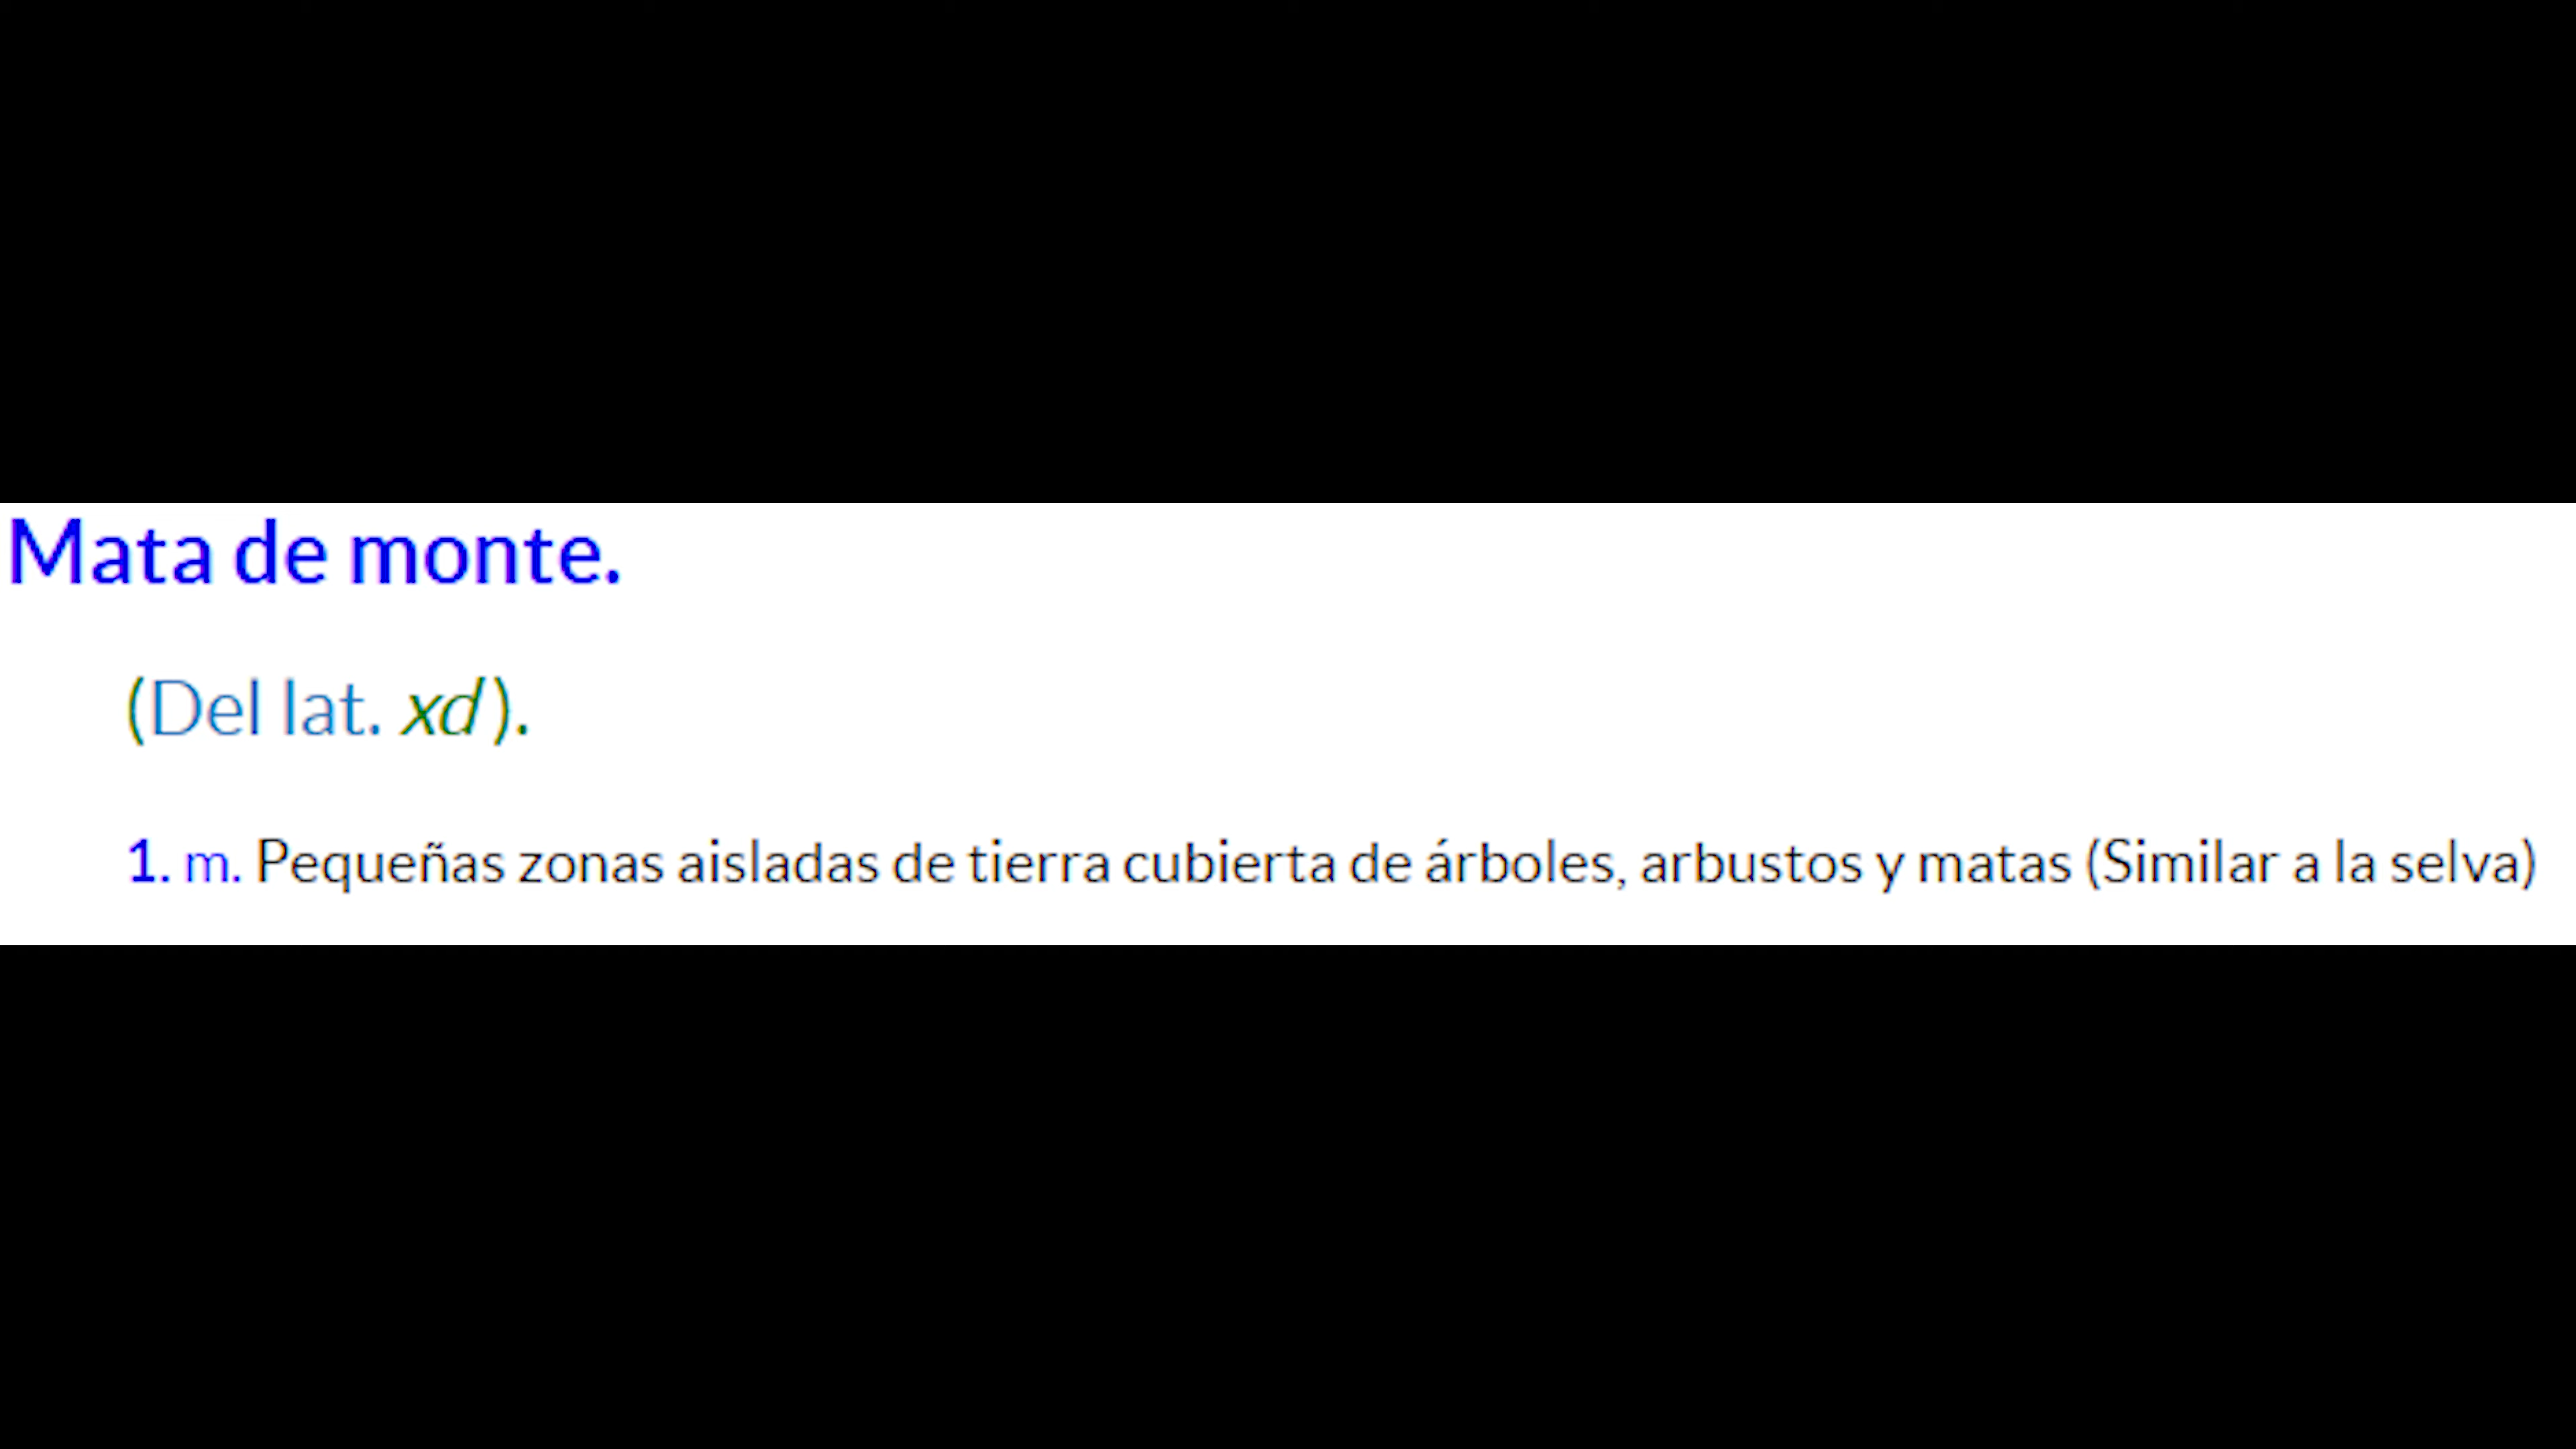 Mata de monte.
(Del lat. xd).
1. m. Pequeñas zonas aisladas de tierra cubierta de árboles, arbustos y matas (Similar a la selva)